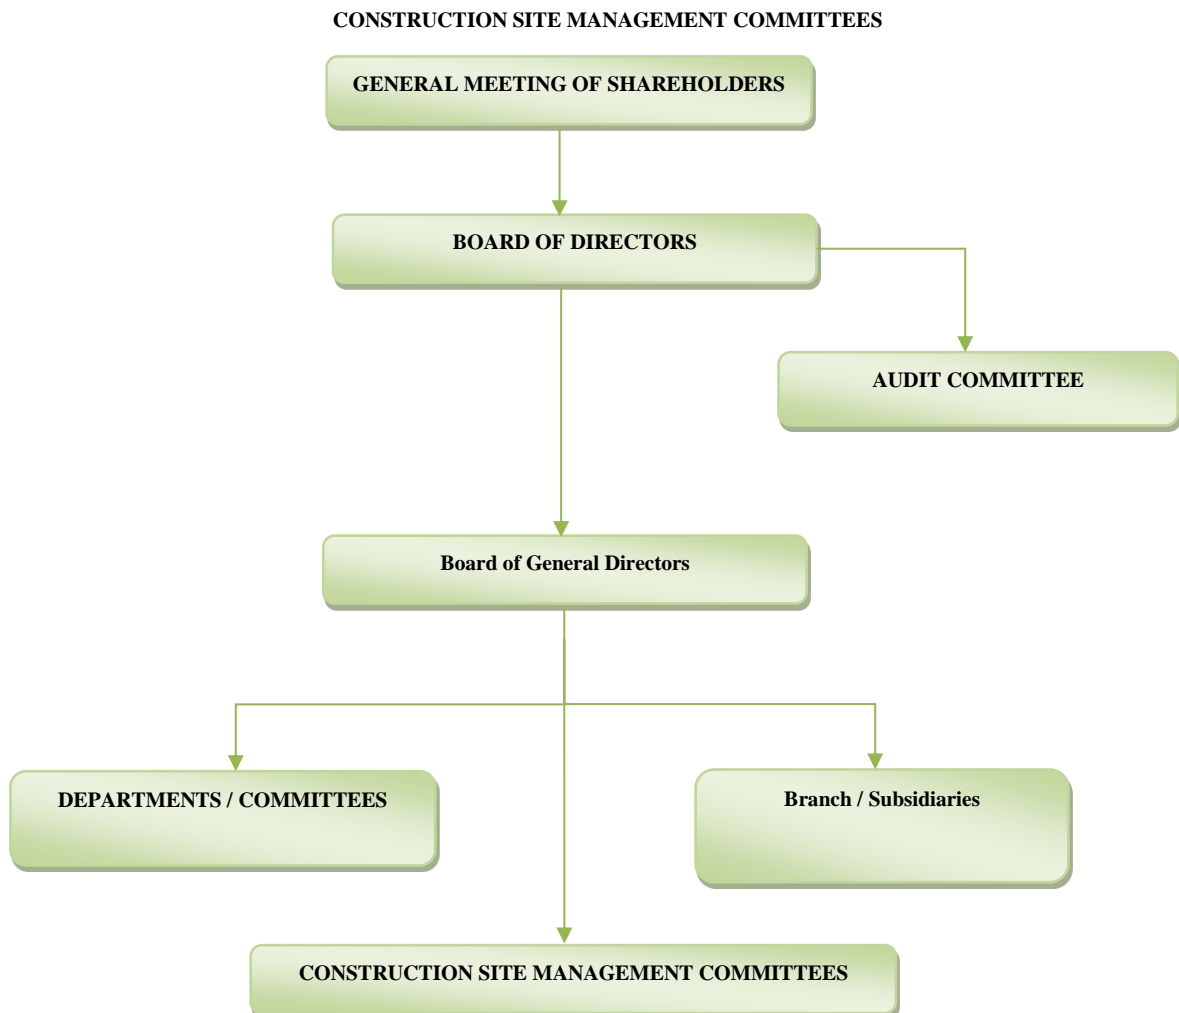 CONSTRUCTION SITE MANAGEMENT COMMITTEES
GENERAL MEETING OF SHAREHOLDERS
BOARD OF DIRECTORS
AUDIT COMMITTEE
Board of General Directors
DEPARTMENTS / COMMITTEES
Branch / Subsidiaries
CONSTRUCTION SITE MANAGEMENT COMMITTEES